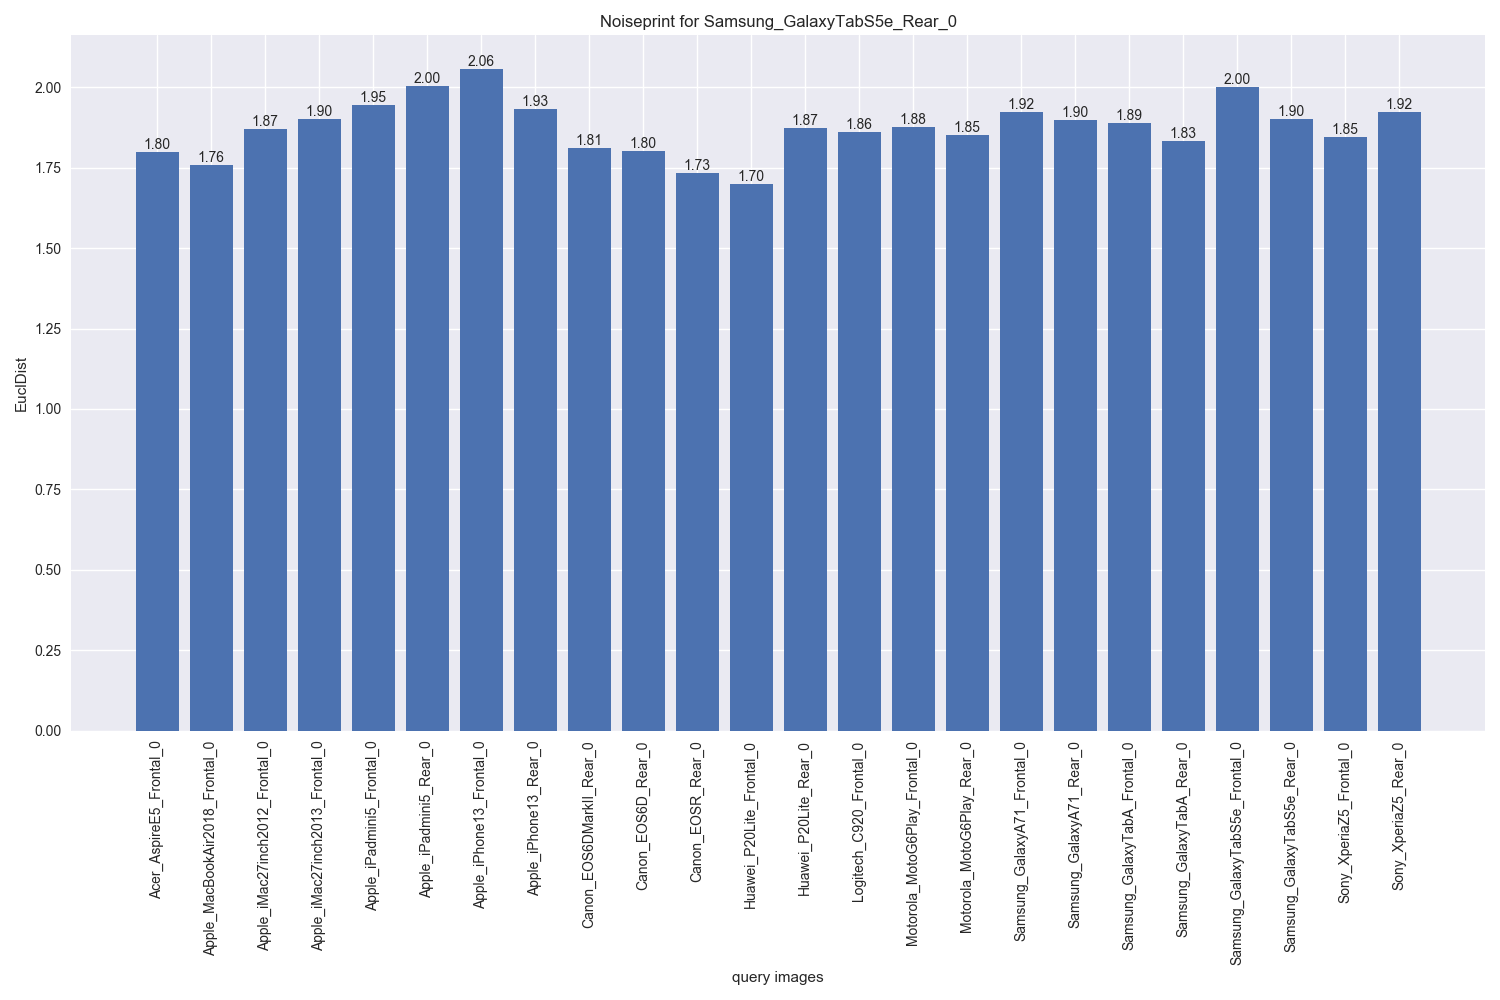 Noiseprint for Samsung_GalaxyTabS5e_Rear_0
EuclDist
2.00
1.75
1.50
1.25
1.00
0.75
0.50
0.25
0.00
1.80
1.76
1.87
1.90
1.95
2.00
2.06
1.93
1.81
1.80
1.73
1.70
1.87
1.86
1.88
1.85
1.92
1.90
1.89
1.83
2.00
1.90
1.85
1.92
Acer_AspireE5_Frontal_0
Apple_MacBookAir2018_Frontal_0
Apple_iMac27inch2012_Frontal_0
Apple_iMac27inch2013_Frontal_0
Apple_iPadmini5_Frontal_0
Apple_iPadmini5_Rear_0
Apple_iPhone13_Frontal_0
Apple_iPhone13_Rear_0
Canon_EOS6DMarkII_Rear_0
Canon_EOS6D_Rear_0
Canon_EOSR_Rear_0
Huawei_P20Lite_Frontal_0
Huawei_P20Lite_Rear_0
Logitech_C920_Frontal_0
Motorola_MotoG6Play_Frontal_0
Motorola_MotoG6Play_Rear_0
Samsung_GalaxyA71_Frontal_0
Samsung_GalaxyA71_Rear_0
Samsung_GalaxyTabA_Frontal_0
Samsung_GalaxyTabA_Rear_0
Samsung_GalaxyTabS5e_Frontal_0
Samsung_GalaxyTabS5e_Rear_0
Sony_XperiaZ5_Frontal_0
Sony_XperiaZ5_Rear_0
query images